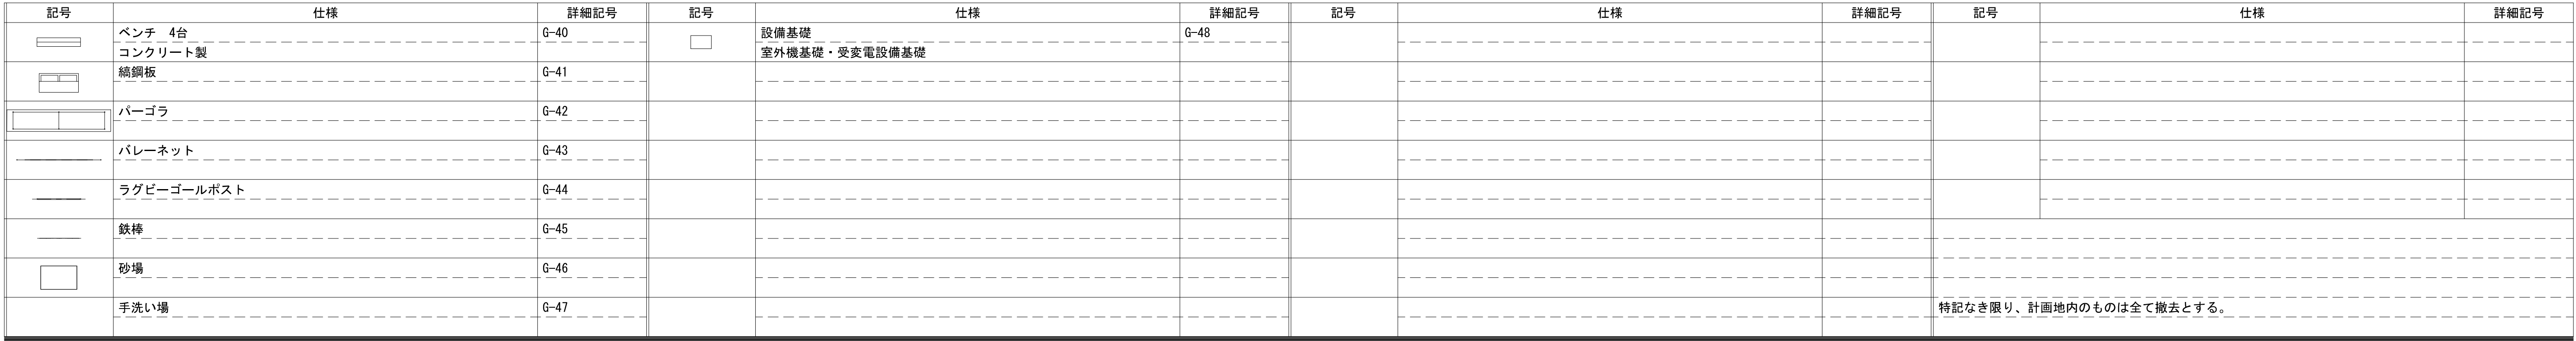 記号 仕様 詳細記号 記号 仕様 詳細記号 記号 仕様 詳細記号 記号 仕様 詳細記号
ベンチ　4台 G-40 設備基礎 G-48
コンクリート製 室外機基礎・受変電設備基礎
縞鋼板 G-41
パーゴラ G-42
バレーネット G-43
ラグビーゴールポスト G-44
鉄棒 G-45
砂場 G-46
手洗い場 G-47 特記なき限り、計画地内のものは全て撤去とする。